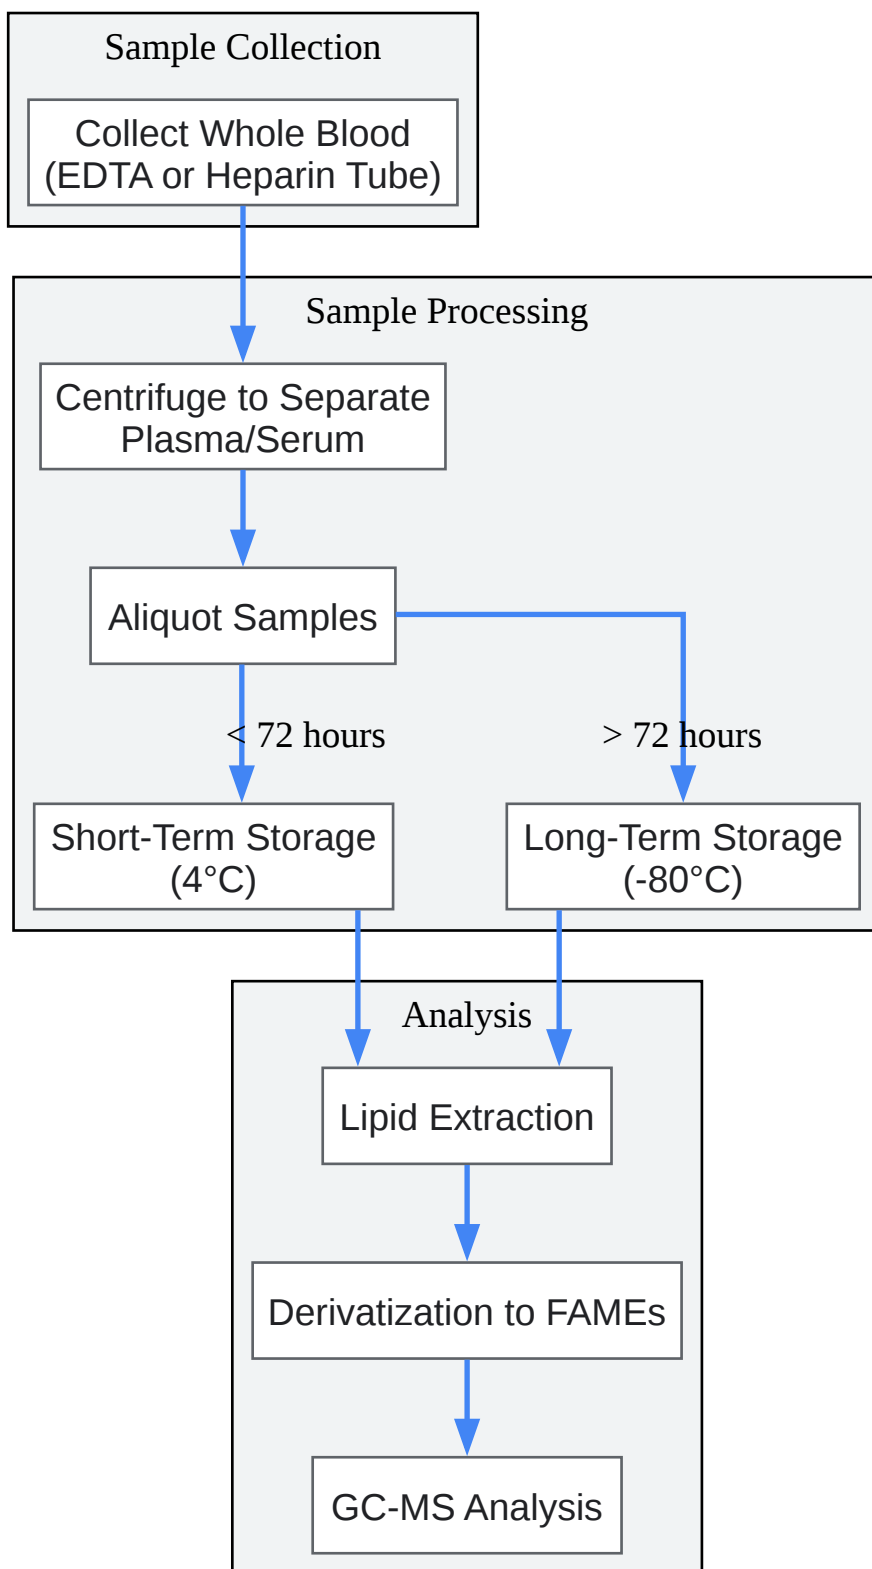 Sample Collection
Collect Whole Blood
(EDTA or Heparin Tube)
Sample Processing
Centrifuge to Separate
Plasma/Serum
Aliquot Samples
< 72 hours
> 72 hours
Short-Term Storage
(4°C)
Long-Term Storage
(-80°C)
Analysis
Lipid Extraction
Derivatization to FAMEs
GC-MS Analysis